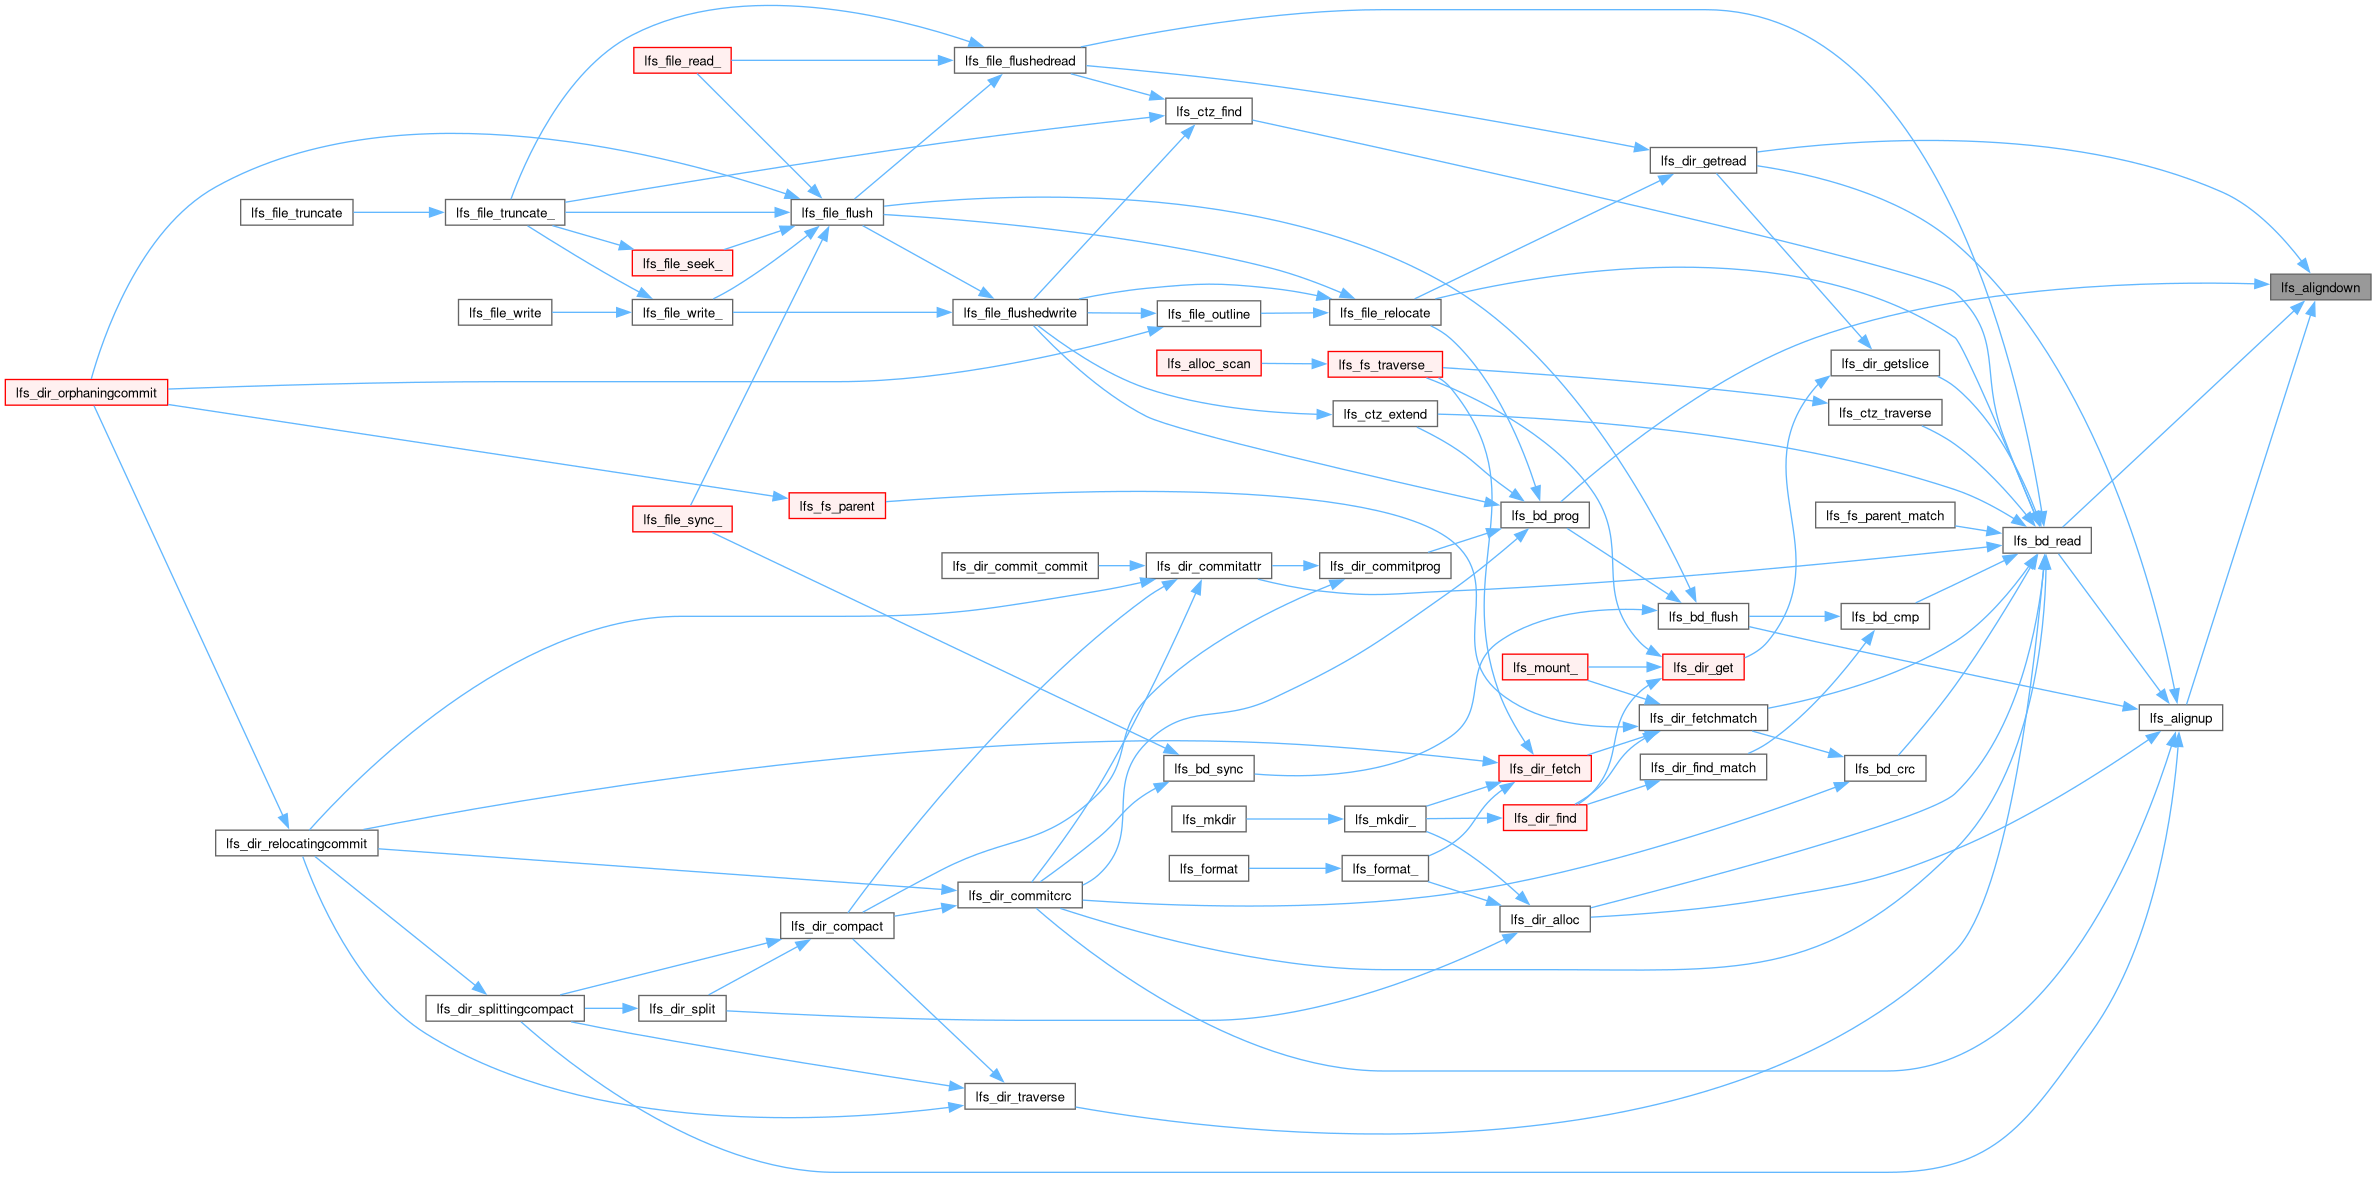 lfs_file_read_
lfs_file_flushedread
lfs_ctz_find
lfs_dir_getread
lfs_file_truncate
lfs_file_truncate_
lfs_file_flush
lfs_file_seek_
lfs_aligndown
lfs_file_write
lfs_file_write_
lfs_file_flushedwrite
lfs_file_outline
lfs_file_relocate
lfs_alloc_scan
lfs_fs_traverse_
lfs_dir_getslice
lfs_dir_orphaningcommit
lfs_ctz_extend
lfs_ctz_traverse
lfs_fs_parent
lfs_file_sync_
lfs_bd_prog
lfs_fs_parent_match
lfs_bd_read
lfs_dir_commit_commit
lfs_dir_commitattr
lfs_dir_commitprog
lfs_bd_flush
lfs_bd_cmp
lfs_mount_
lfs_dir_get
lfs_dir_fetchmatch
lfs_alignup
lfs_bd_sync
lfs_dir_fetch
lfs_dir_find_match
lfs_bd_crc
lfs_mkdir
lfs_mkdir_
lfs_dir_find
lfs_dir_relocatingcommit
lfs_format
lfs_format_
lfs_dir_commitcrc
lfs_dir_compact
lfs_dir_alloc
lfs_dir_splittingcompact
lfs_dir_split
lfs_dir_traverse